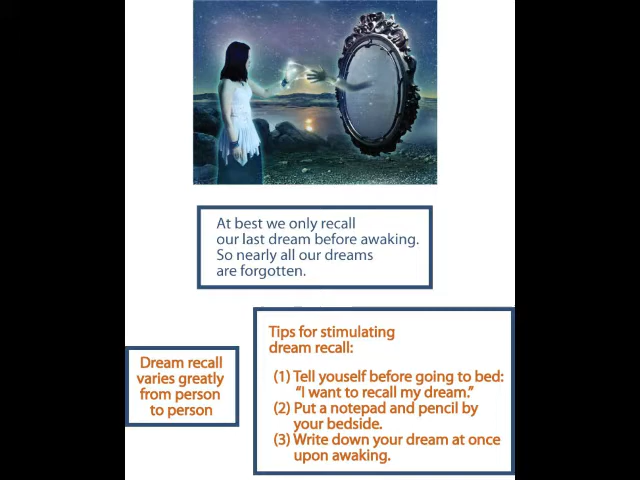 At best we only recall
our last dream before awaking.
So nearly all our dreams
are forgotten.
Dream recall
varies greatly
from person
to person
Tips for stimulating
dream recall:
(1) Tell youself before going to bed:
“I want to recall my dream.”
(2) Put a notepad and pencil by
your bedside.
(3) Write down your dream at once
upon awaking.